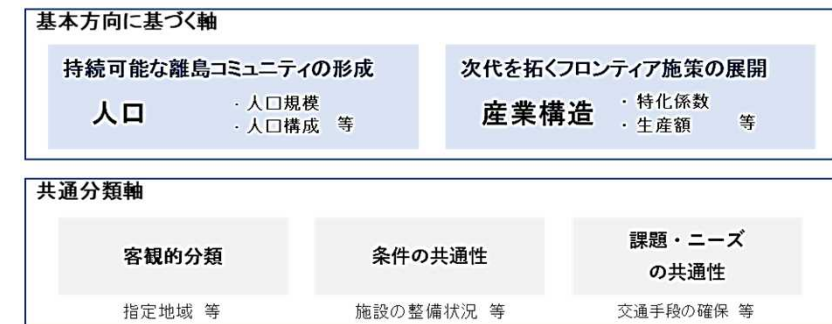 基本方向に基づく軸
持続可能な離島コミュニティの形成
人口
・人口規模
・人口構成 等
次代を拓くフロンティア施策の展開
産業構造
・特化係数
・生産額 等
共通分類軸
客観的分類
指定地域 等
条件の共通性
施設の整備状況 等
課題・ニーズ
の共通性
交通手段の確保 等